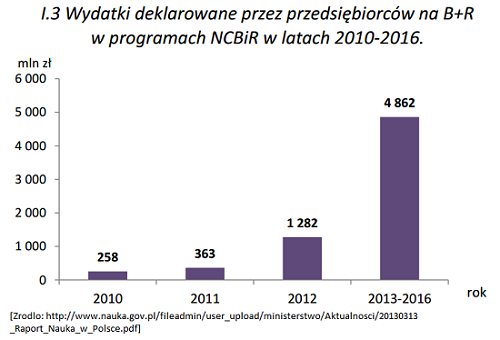 I.3 Wydatki deklarowane przez przedsiębiorców na B+R
w programach NCBiR w latach 2010-2016.
mln zł
6 000
5 000
4 000
3 000
2 000
1 000
0
258
363
1 282
4 862
2010
2011
2012
2013-2016
rok
[Zrodlo: http://www.nauka.gov.pl/fileadmin/user_upload/ministerstwo/Aktualnosci/20130313
_Raport_Nauka_w_Polsce.pdf]